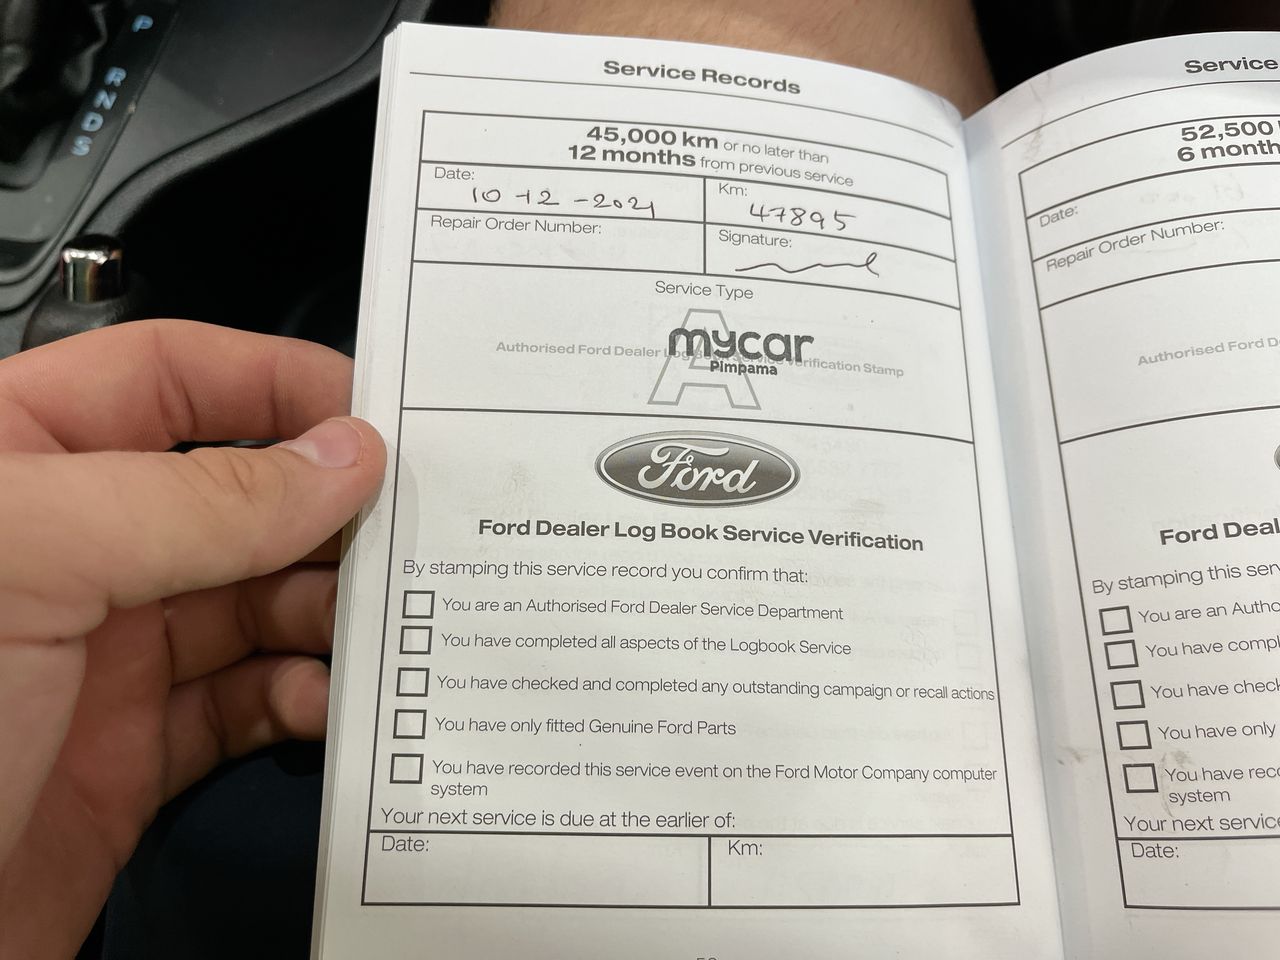 P
R
N
D
S
Service Records
45,000 km or no later than
12 months from previous service
Date:
10-12-2021
Km:
47895
Repair Order Number:
Signature:
Service Type
A
Authorised Ford Dealer Log Book Service Verification Stamp
mycar
Pimpama
Ford
Ford Dealer Log Book Service Verification
By stamping this service record you confirm that:
You are an Authorised Ford Dealer Service Department
You have completed all aspects of the Logbook Service
You have checked and completed any outstanding campaign or recall actions
You have only fitted Genuine Ford Parts
You have recorded this service event on the Ford Motor Company computer
system
Your next service is due at the earlier of:
Date:
Km:
Service
52,500
6 month
Date:
Repair Order Number:
Authorised Ford D
Ford Deal
By stamping this serv
You are an Autho
You have compl
You have check
You have only
You have reco
system
Your next service
Date: